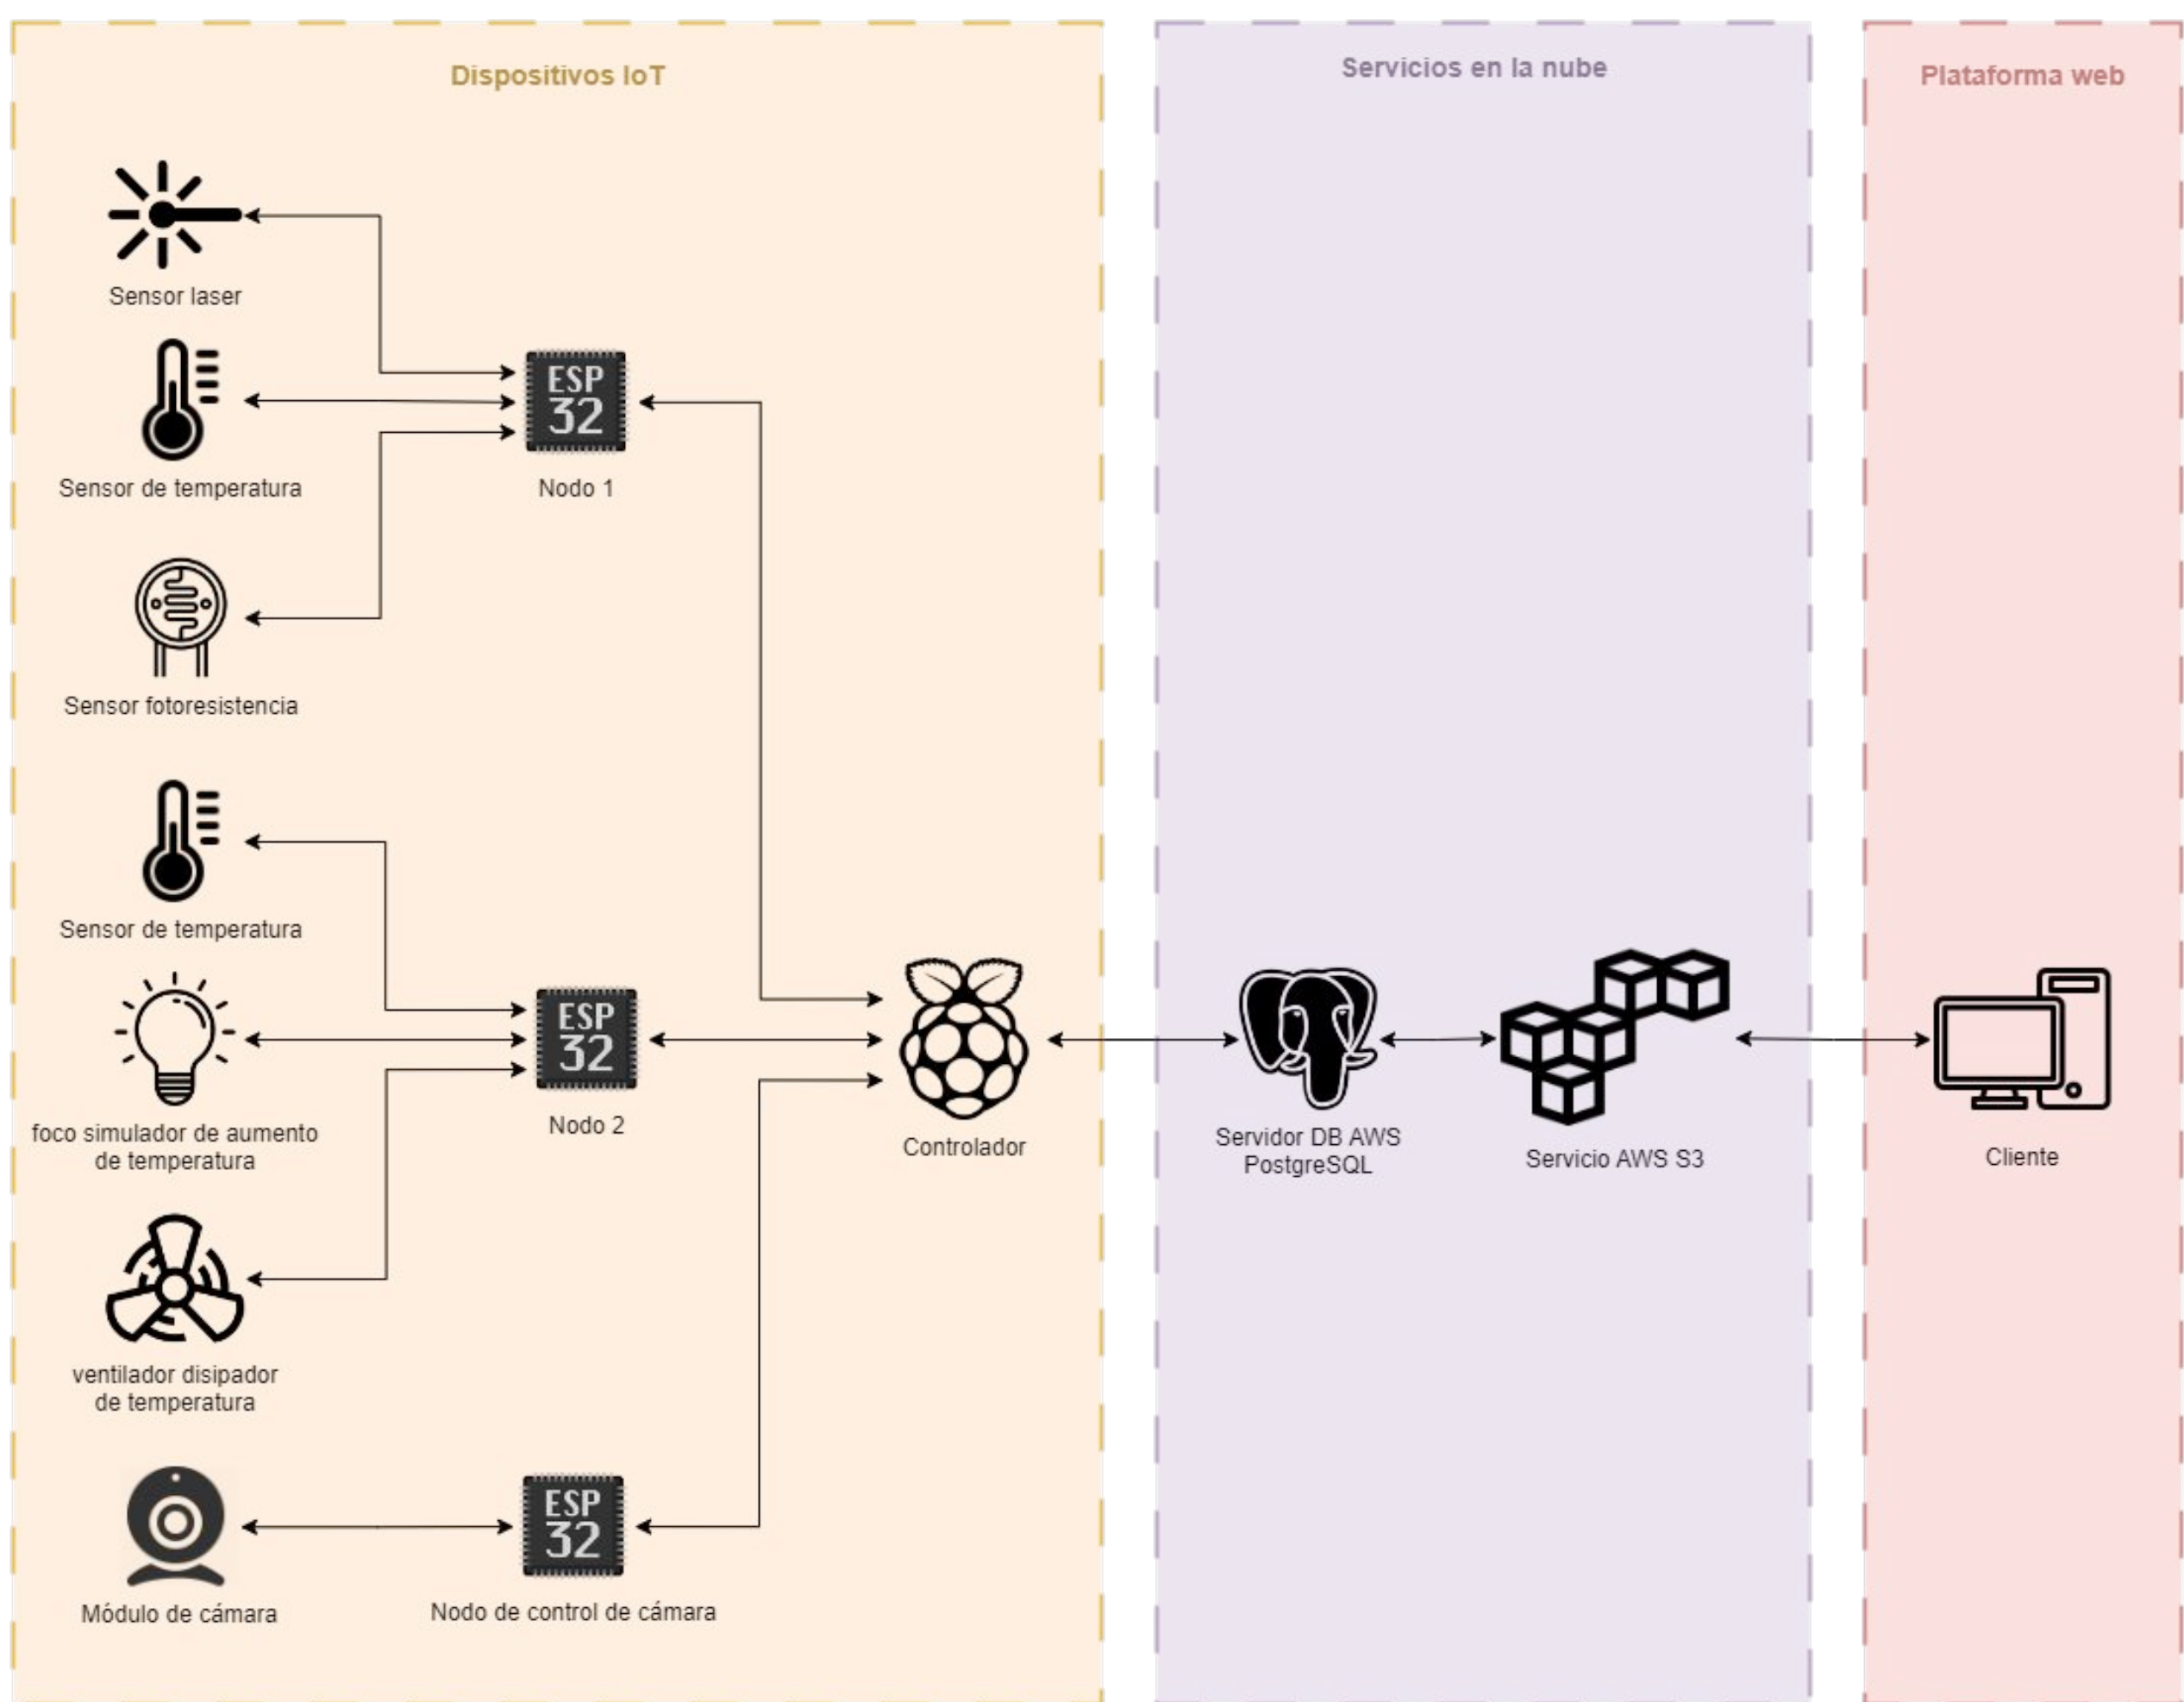 Dispositivos IoT
Servicios en la nube
Plataforma web
Sensor laser
ESP
32
Sensor de temperatura
Nodo 1
Sensor fotoresistencia
Sensor de temperatura
ESP
32
foco simulador de aumento
de temperatura
Nodo 2
Controlador
Servidor DB AWS
PostgreSQL
Servicio AWS S3
Cliente
ventilador disipador
de temperatura
ESP
32
Módulo de cámara
Nodo de control de cámara